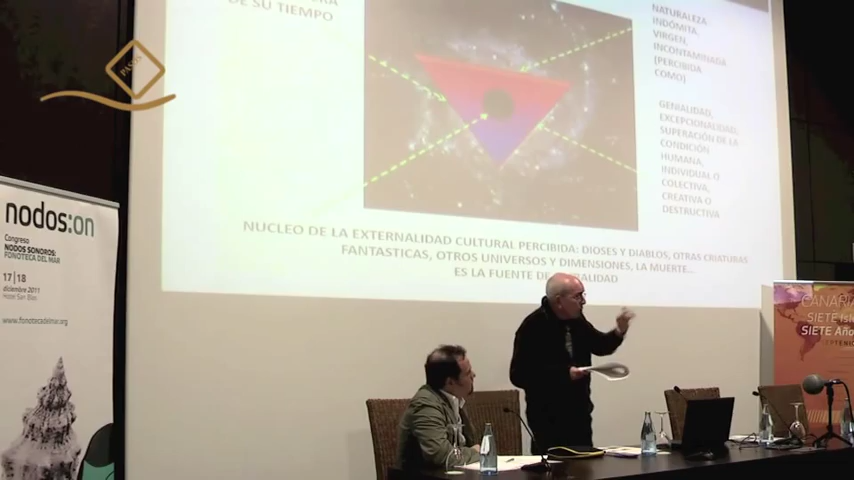 DE SU TIEMPO
NATURALEZA
INDÓMITA,
VIRGEN,
INCONTAMINADA
(PERCIBIDA
COMO)
GENIALIDAD,
EXCEPCIONALIDAD,
SUPERACIÓN DE LA
CONDICIÓN
HUMANA,
INDIVIDUAL O
COLECTIVA,
CREATIVA O
DESTRUCTIVA
NUCLEO DE LA EXTERNALIDAD CULTURAL PERCIBIDA: DIOSES Y DIABLOS, OTRAS CRIATURAS
FANTASTICAS, OTROS UNIVERSOS Y DIMENSIONES, LA MUERTE...
ES LA FUENTE DE
nodos:on
Congreso
NODOS SONOROS:
FONOTECA DEL MAR
17|18
diciembre 2011
Hotel San Blas
www.fonotecadelmar.org
SIETE
SIETE Año